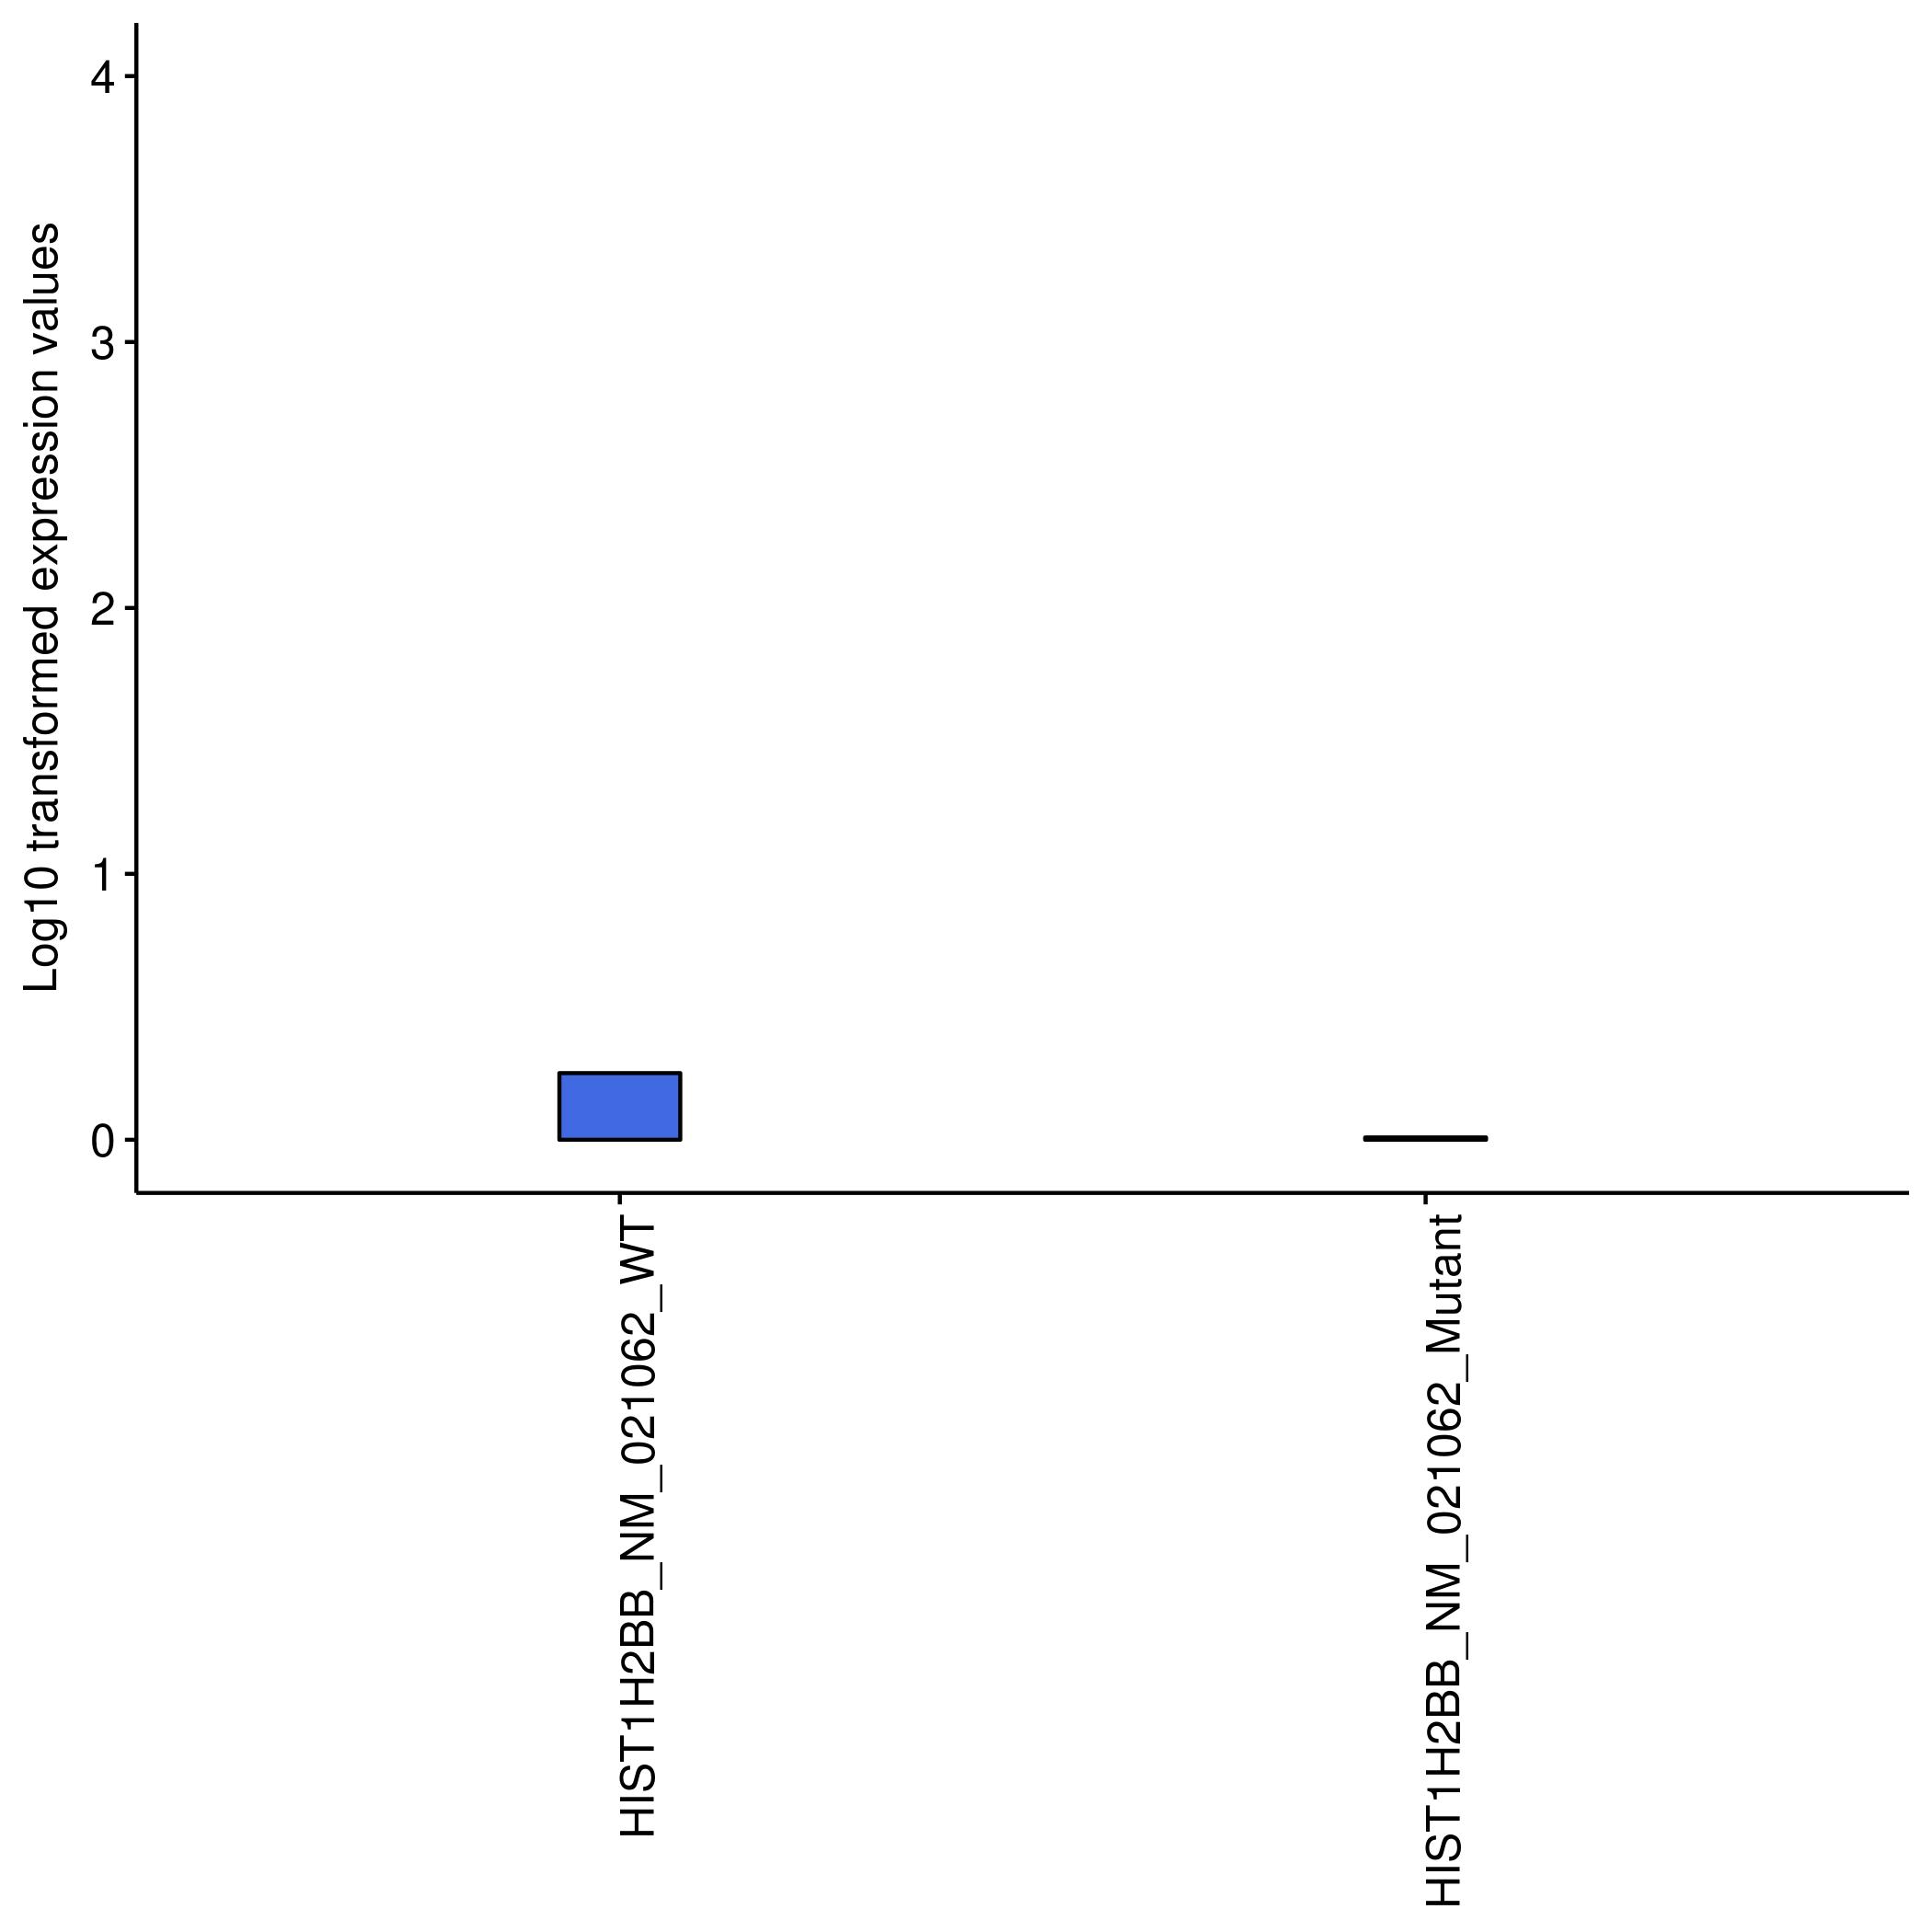 Log10 transformed expression values
4
3
2
1
0
HIST1H2BB_NM_021062_WT
HIST1H2BB_NM_021062_Mutant